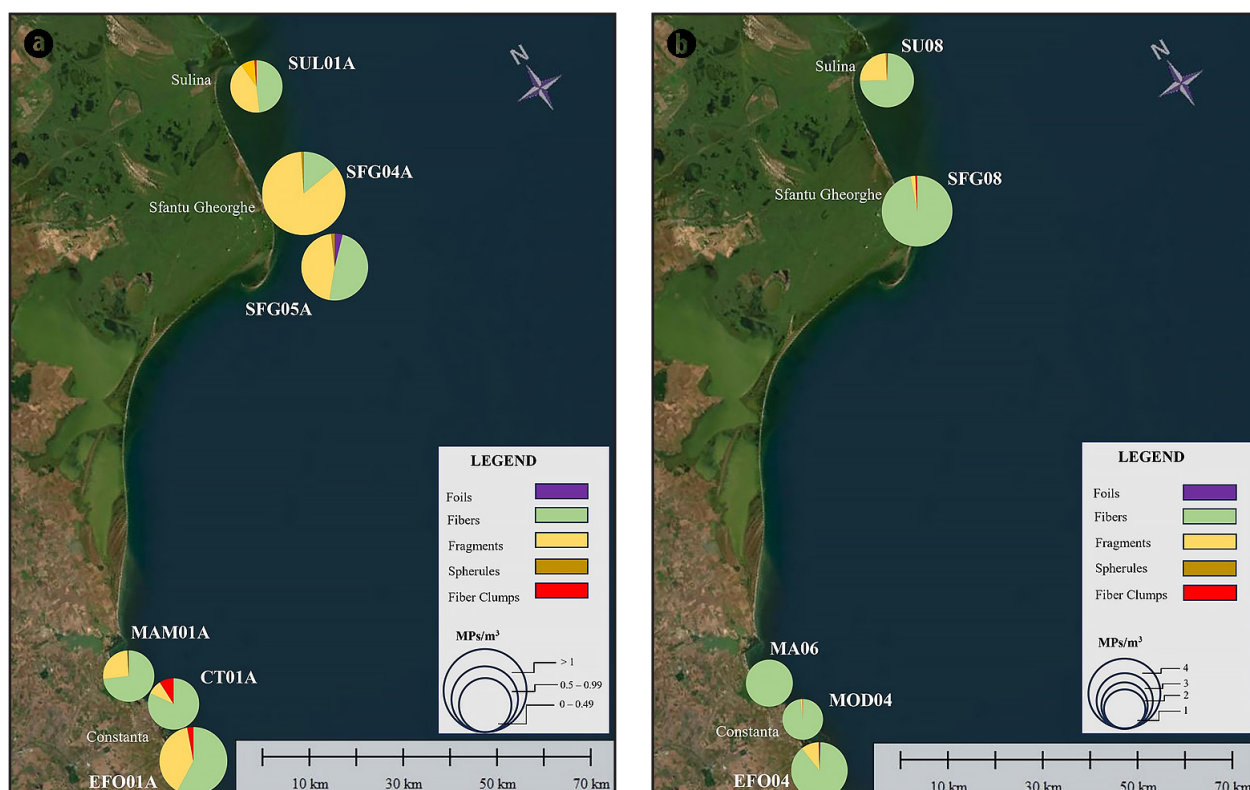 a
N
SUL01A
Sulina
SFG04A
Sfantu Gheorghe
SFG05A
LEGEND
Foils
Fibers
Fragments
Spherules
Fiber Clumps
MPs/m³
> 1
0.5 – 0.99
0 – 0.49
MAM01A
CT01A
Constanta
EFO01A
10 km 30 km 50 km 70 km
b
N
SU08
Sulina
SFG08
Sfantu Gheorghe
LEGEND
Foils
Fibers
Fragments
Spherules
Fiber Clumps
MPs/m³
4
3
2
1
MA06
MOD04
Constanta
EFO04
10 km 30 km 50 km 70 km